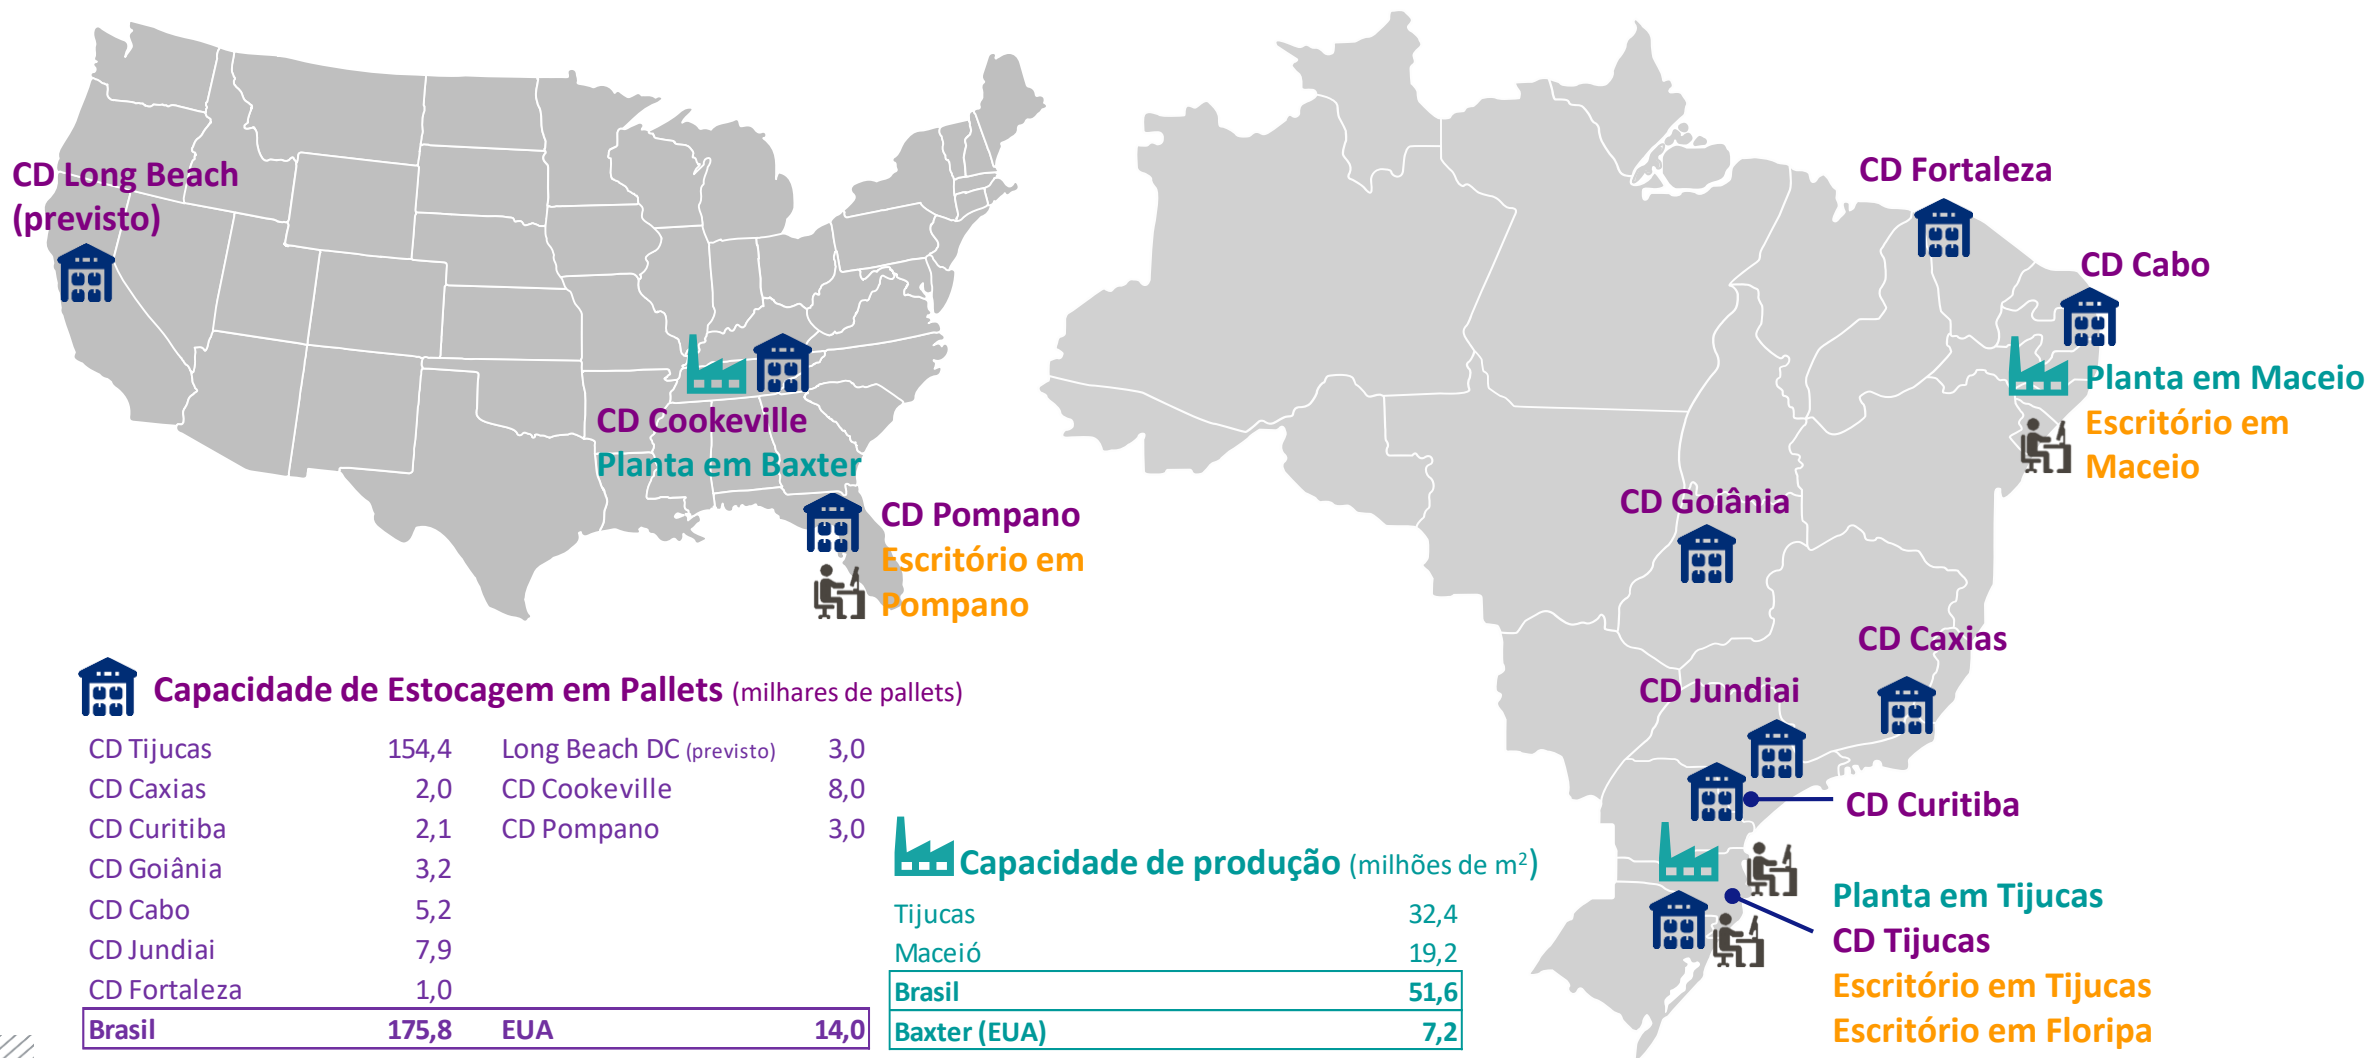 CD Long Beach
(previsto)
CD Cookeville
Planta em Baxter
CD Pompano
Escritório em
Pompano
CD Fortaleza
CD Cabo
Planta em Maceio
Escritório em
Maceio
CD Goiânia
CD Caxias
CD Jundiai
CD Curitiba
Planta em Tijucas
CD Tijucas
Escritório em Tijucas
Escritório em Floripa
Capacidade de Estocagem em Pallets (milhares de pallets)
CD Tijucas 154,4 Long Beach DC (previsto) 3,0
CD Caxias 2,0 CD Cookeville 8,0
CD Curitiba 2,1 CD Pompano 3,0
CD Goiânia 3,2
CD Cabo 5,2
CD Jundiai 7,9
CD Fortaleza 1,0
Brasil 175,8 EUA 14,0
Capacidade de produção (milhões de m²)
Tijucas 32,4
Maceió 19,2
Brasil 51,6
Baxter (EUA) 7,2